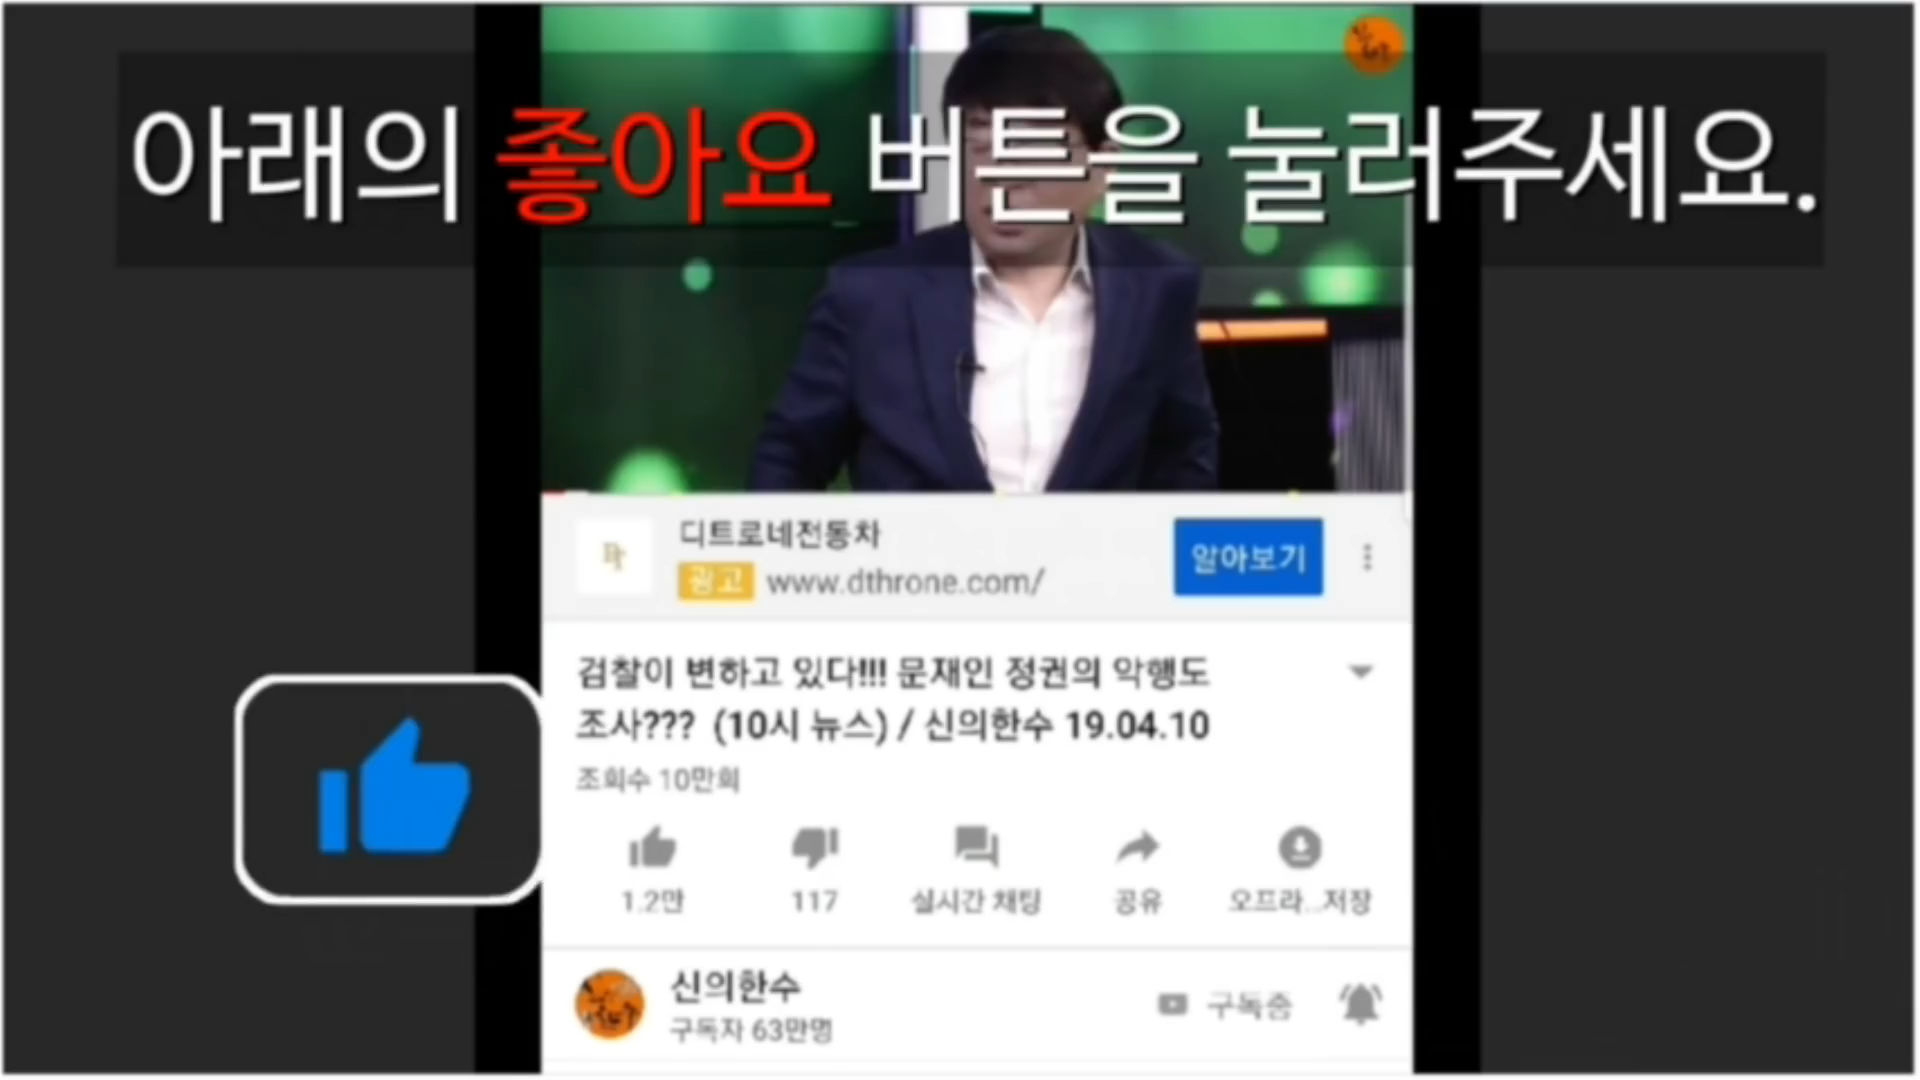 아래의 좋아요 버튼을 눌러주세요.
디트로네전동차
광고 www.dthrone.com/
알아보기
검찰이 변하고 있다!!! 문재인 정권의 악행도
조사??? (10시 뉴스) / 신의한수 19.04.10
조회수 10만회
1.2만 117 실시간 채팅 공유 오프라...저장
신의한수
구독자 63만명
구독중